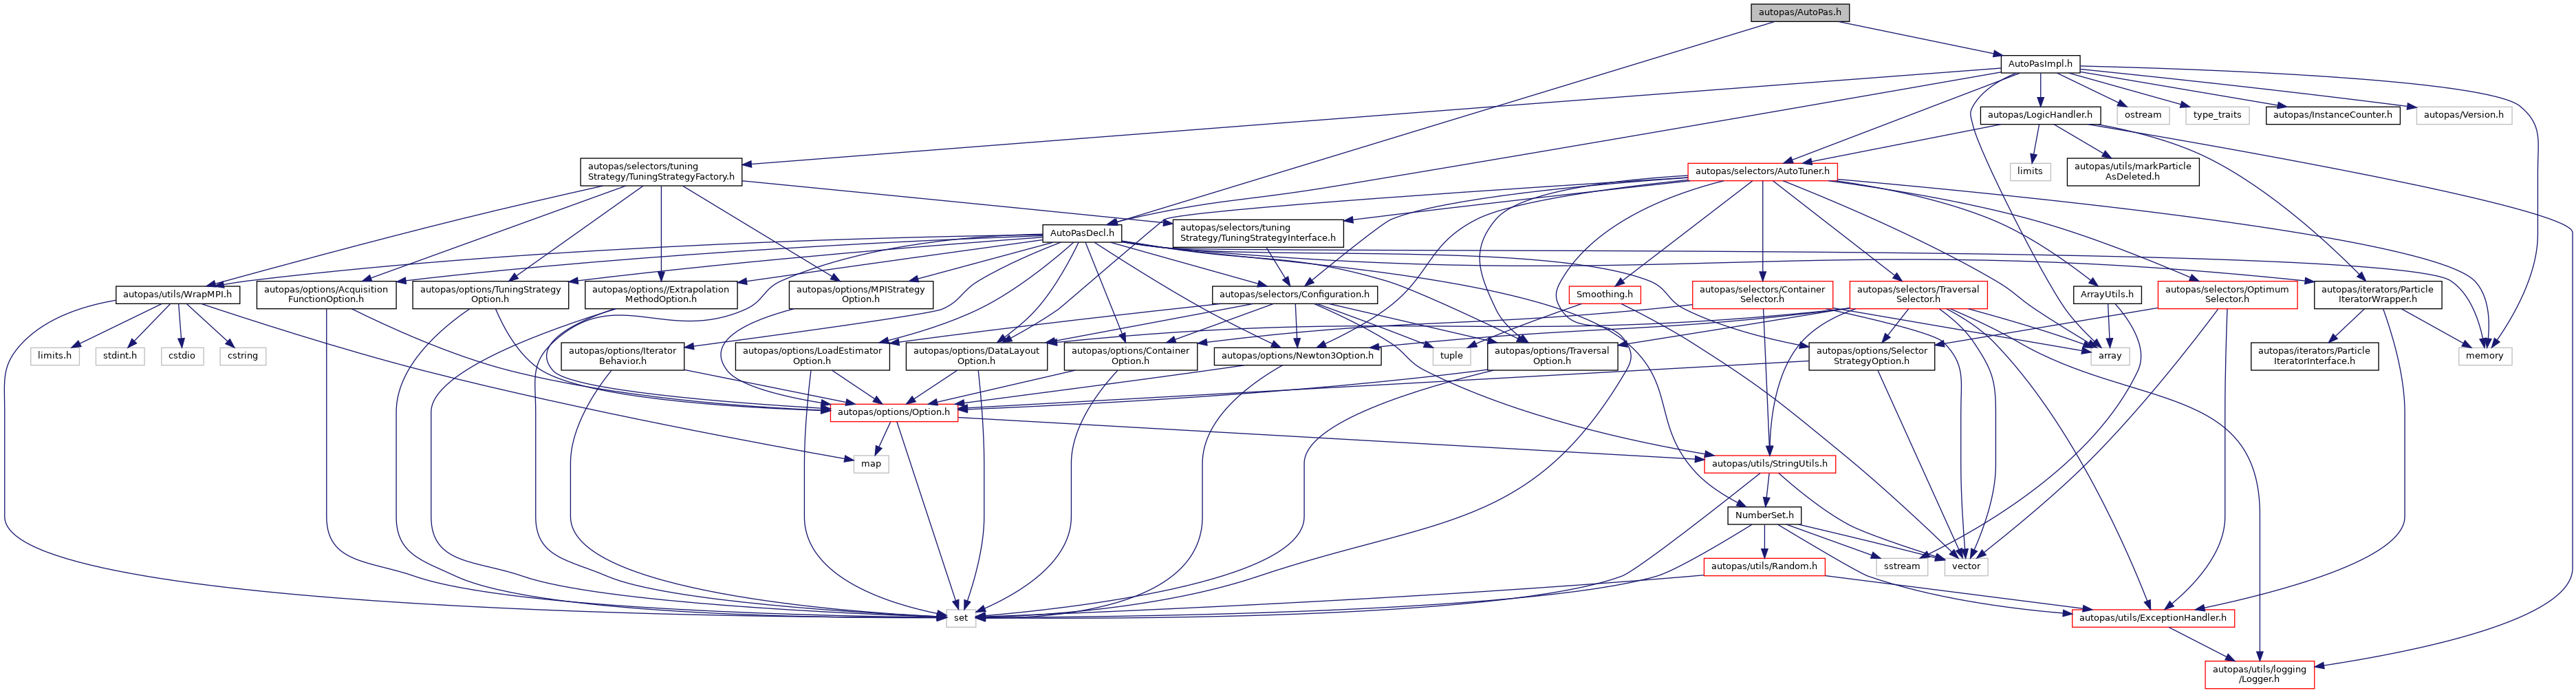 autopas/AutoPas.h
AutoPasImpl.h
autopas/LogicHandler.h
ostream
type_traits
autopas/InstanceCounter.h
autopas/Version.h
autopas/selectors/tuning
Strategy/TuningStrategyFactory.h
autopas/selectors/AutoTuner.h
limits
autopas/utils/markParticle
AsDeleted.h
AutoPasDecl.h
autopas/selectors/tuning
Strategy/TuningStrategyInterface.h
autopas/utils/WrapMPI.h
autopas/options/Acquisition
FunctionOption.h
autopas/options/TuningStrategy
Option.h
autopas/options//Extrapolation
MethodOption.h
autopas/options/MPIStrategy
Option.h
autopas/selectors/Configuration.h
Smoothing.h
autopas/selectors/Container
Selector.h
autopas/selectors/Traversal
Selector.h
ArrayUtils.h
autopas/selectors/Optimum
Selector.h
autopas/iterators/Particle
IteratorWrapper.h
limits.h
stdint.h
cstdio
cstring
autopas/options/Iterator
Behavior.h
autopas/options/LoadEstimator
Option.h
autopas/options/DataLayout
Option.h
autopas/options/Container
Option.h
autopas/options/Newton3Option.h
tuple
autopas/options/Traversal
Option.h
autopas/options/Selector
StrategyOption.h
array
autopas/iterators/Particle
IteratorInterface.h
memory
autopas/options/Option.h
map
autopas/utils/StringUtils.h
NumberSet.h
autopas/utils/Random.h
sstream
vector
set
autopas/utils/ExceptionHandler.h
autopas/utils/logging
/Logger.h